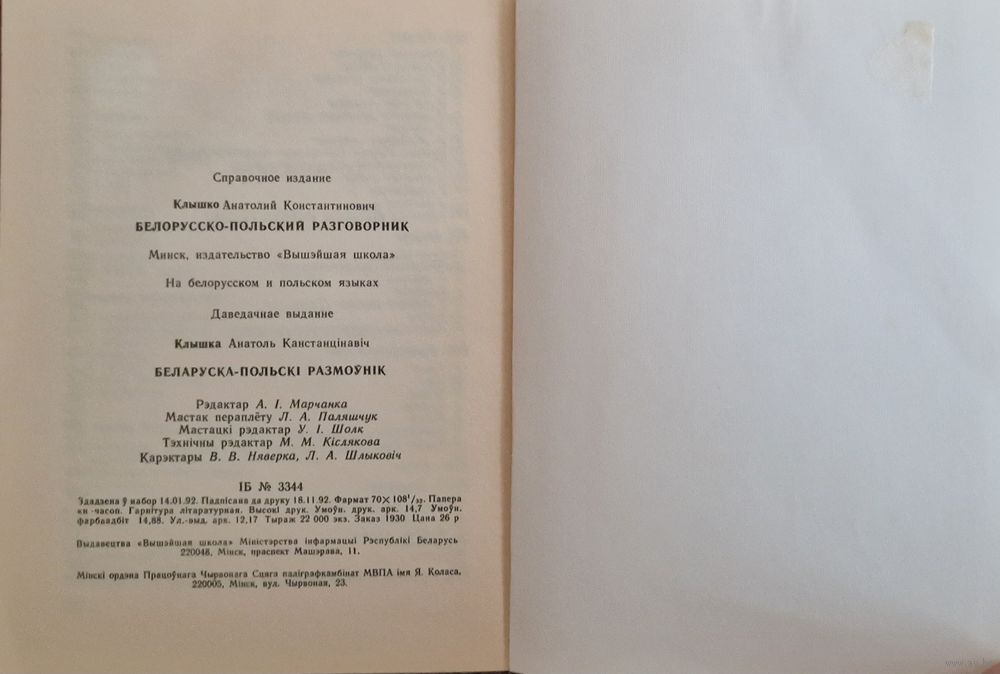 Справочное издание
Клышко Анатолий Константинович
БЕЛОРУССКО-ПОЛЬСКИЙ РАЗГОВОРНИК
Минск, издательство «Вышэйшая школа»
На белорусском и польском языках
Даведачнае выданне
Клышка Анатоль Канстанцінавіч
БЕЛАРУСКА-ПОЛЬСКІ РАЗМОЎНІК
Рэдактар А. І. Марчанка
Мастак пераплёту Л. А. Паляшчук
Мастацкі рэдактар У. І. Шолк
Тэхнічны рэдактар М. М. Кіслякова
Карэктары В. В. Няверка, Л. А. Шлыковіч
ІБ № 3344
Здадзена ў набор 14.01.92. Падпісана да друку 18.11.92. Фармат 70×108¹/₃₂. Папера
кн-часоп. Гарнітура літаратурная. Высокі друк. Умоўн. друк. арк. 14,7 Умоўн.
фарбаадбіт 14,88. Ул.-выд. арк. 12,17 Тыраж 22 000 экз. Заказ 1930 Цана 26 р
Выдавецтва «Вышэйшая школа» Міністэрства інфармацыі Рэспублікі Беларусь
220048, Мінск, праспект Машэрава, 11.
Мінскі ордэна Працоўнага Чырвонага Сцяга паліграфкамбінат МВПА імя Я. Коласа.
220005, Мінск, вул. Чырвоная, 23.